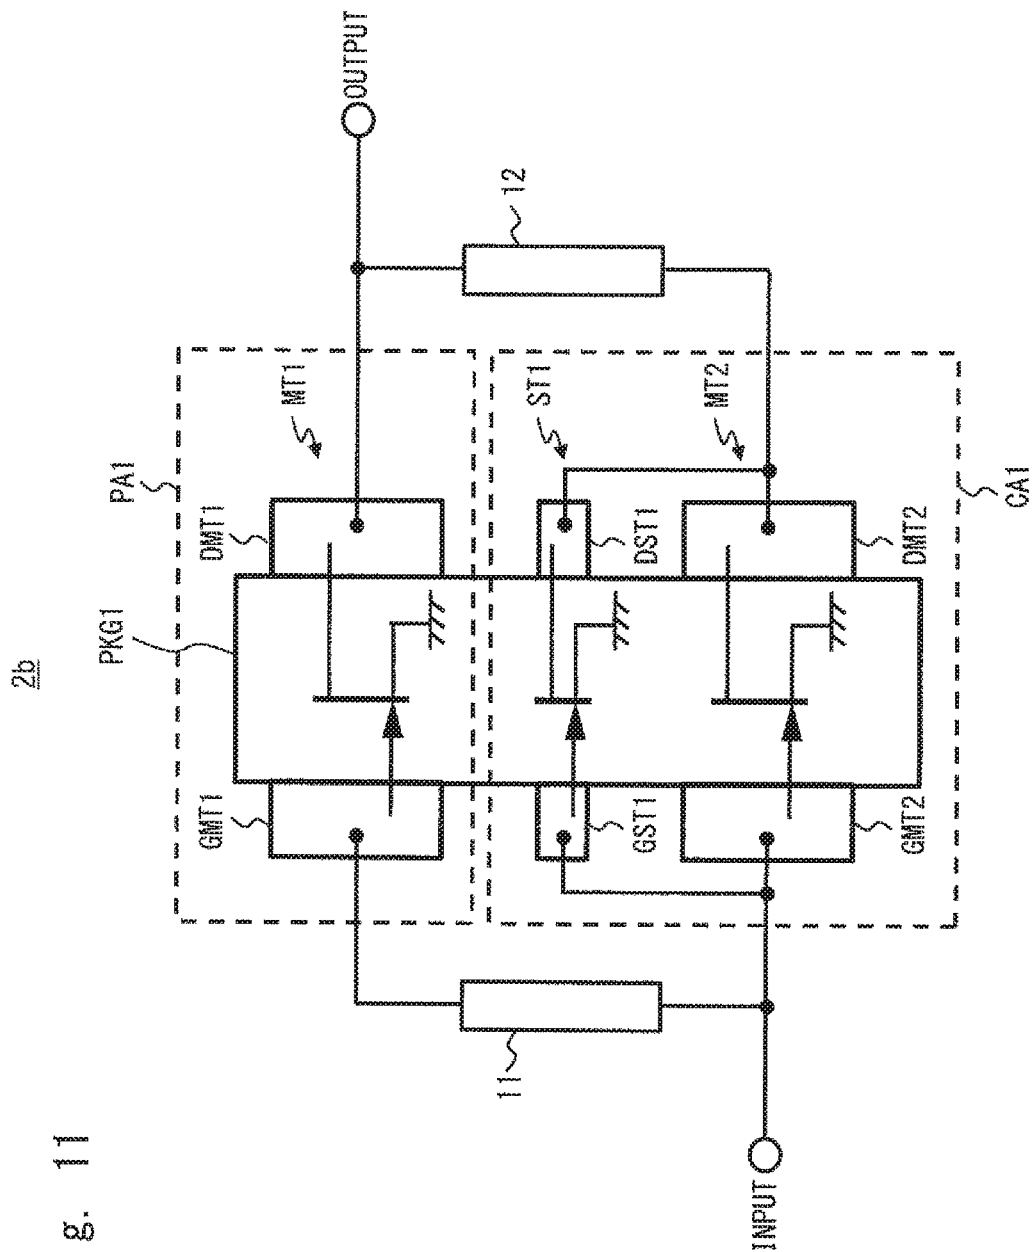 g. 11
2b
PKG1
PA1
GMT1
DMT1
MT1
OUTPUT
11
12
ST1
GST1
DST1
MT2
GMT2
DMT2
CA1
INPUT